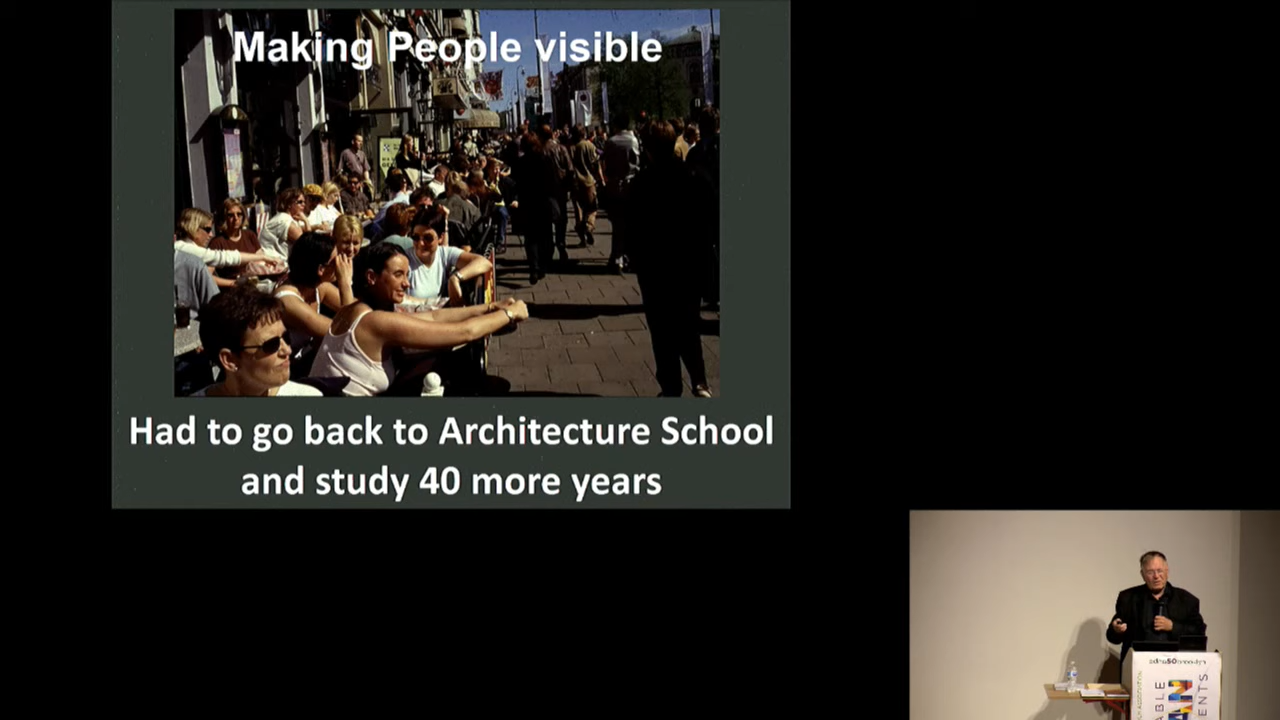 Making People visible
Had to go back to Architecture School
and study 40 more years